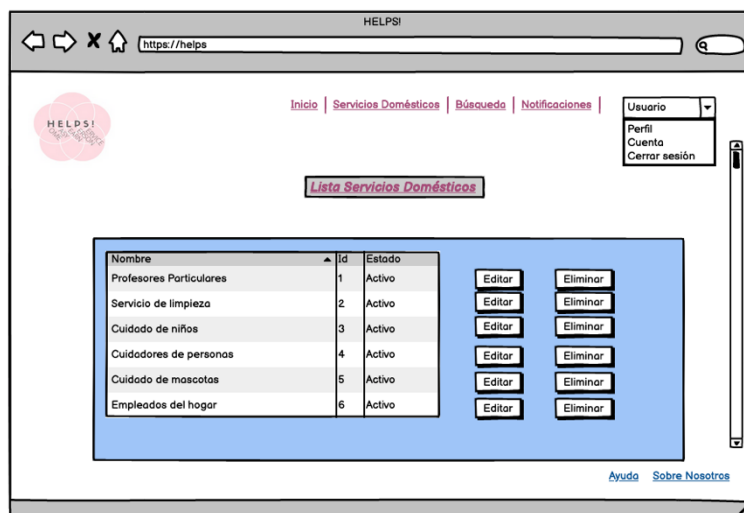 HELPS!
https://helps
HELPS!
Inicio Servicios Domésticos Búsqueda Notificaciones
Usuario
Perfil
Cuenta
Cerrar sesión
Lista Servicios Domésticos
Nombre Id Estado
Profesores Particulares 1 Activo Editar Eliminar
Servicio de limpieza 2 Activo Editar Eliminar
Cuidado de niños 3 Activo Editar Eliminar
Cuidadores de personas 4 Activo Editar Eliminar
Cuidado de mascotas 5 Activo Editar Eliminar
Empleados del hogar 6 Activo Editar Eliminar
Ayuda Sobre Nosotros